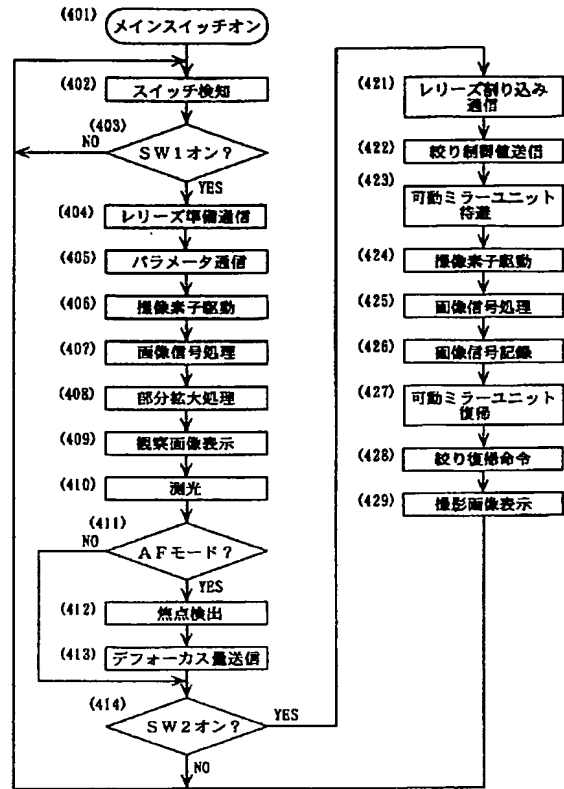 (401)
メインスイッチオン
(402)
スイッチ検知
(403)
NO
SW1オン？
YES
(404)
レリーズ準備通信
(405)
パラメータ通信
(406)
撮像素子駆動
(407)
画像信号処理
(408)
部分拡大処理
(409)
観察画像表示
(410)
測光
(411)
NO
AFモード？
YES
(412)
焦点検出
(413)
デフォーカス量送信
(414)
SW2オン？
YES
NO
(421)
レリーズ割り込み
通信
(422)
絞り制御値送信
(423)
可動ミラーユニット
待避
(424)
撮像素子駆動
(425)
画像信号処理
(426)
画像信号記録
(427)
可動ミラーユニット
復帰
(428)
絞り復帰命令
(429)
撮影画像表示